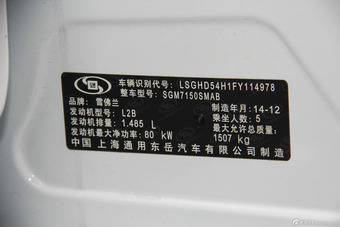 GM
车辆识别代号: LSGHD54H1FY114978
整车型号: SGM7150SMAB
品牌: 雪佛兰 制造年月: 14-12
发动机型号: L2B 乘坐人数: 5
发动机排量: 1.485 L 最大允许总质量:
发动机最大净功率: 80 kW 1507 kg
中国 上海通用东岳汽车有限公司 制造